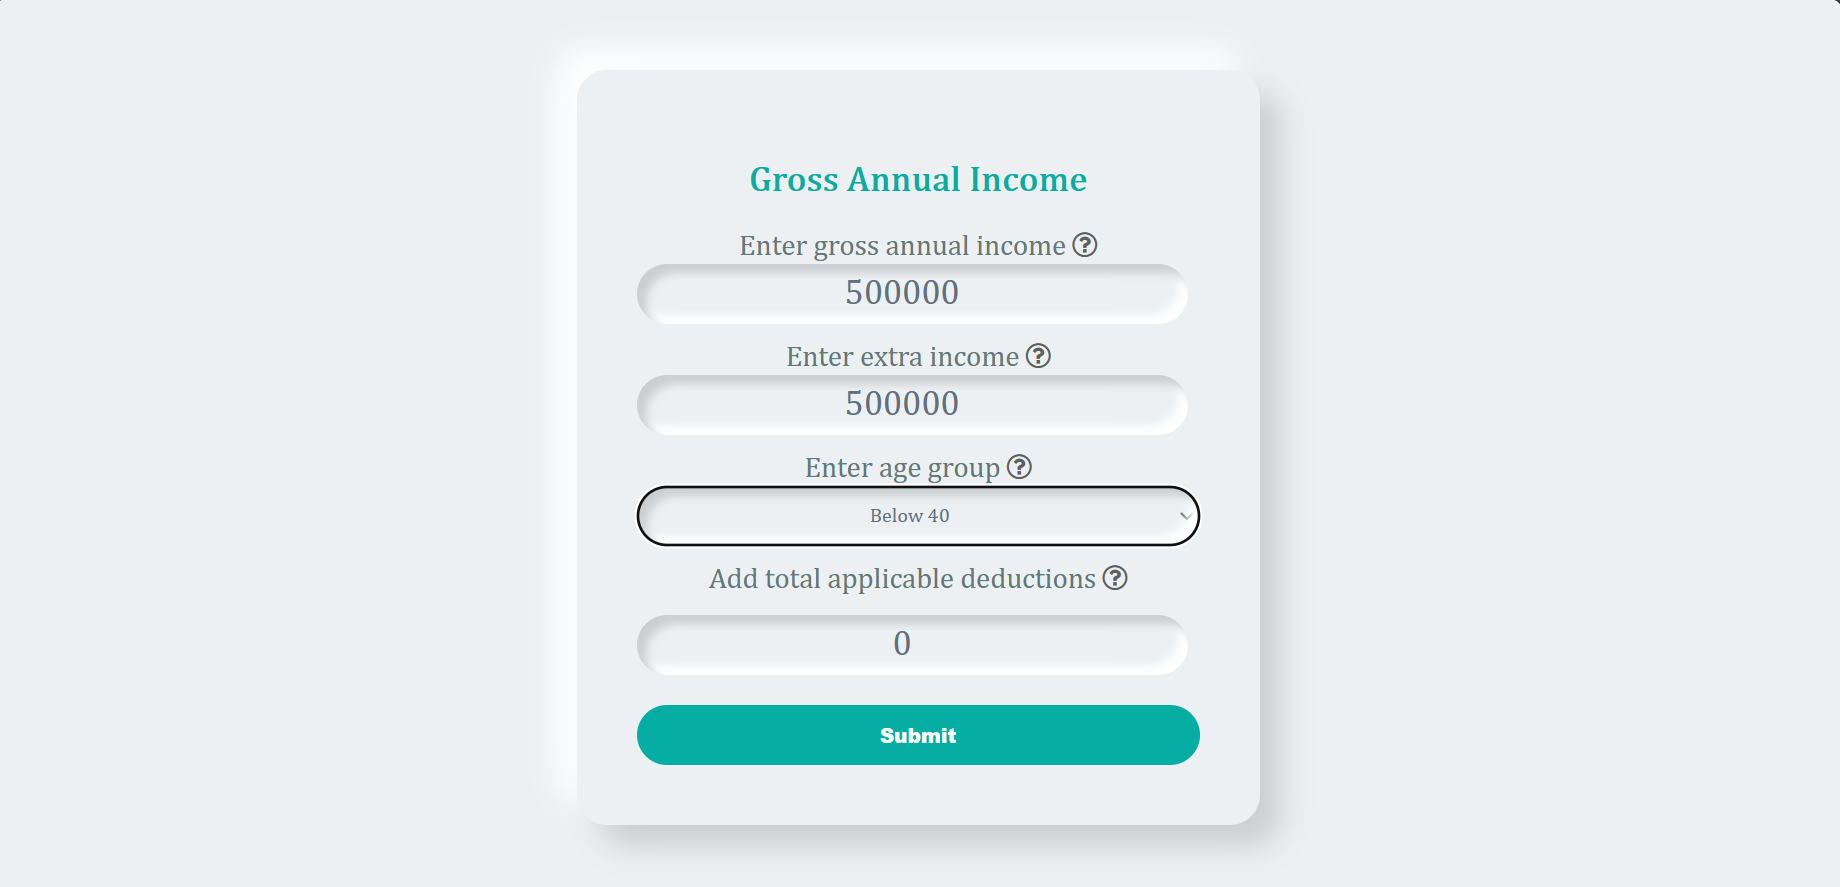 Gross Annual Income
Enter gross annual income ?
500000
Enter extra income ?
500000
Enter age group ?
Below 40
Add total applicable deductions ?
0
Submit